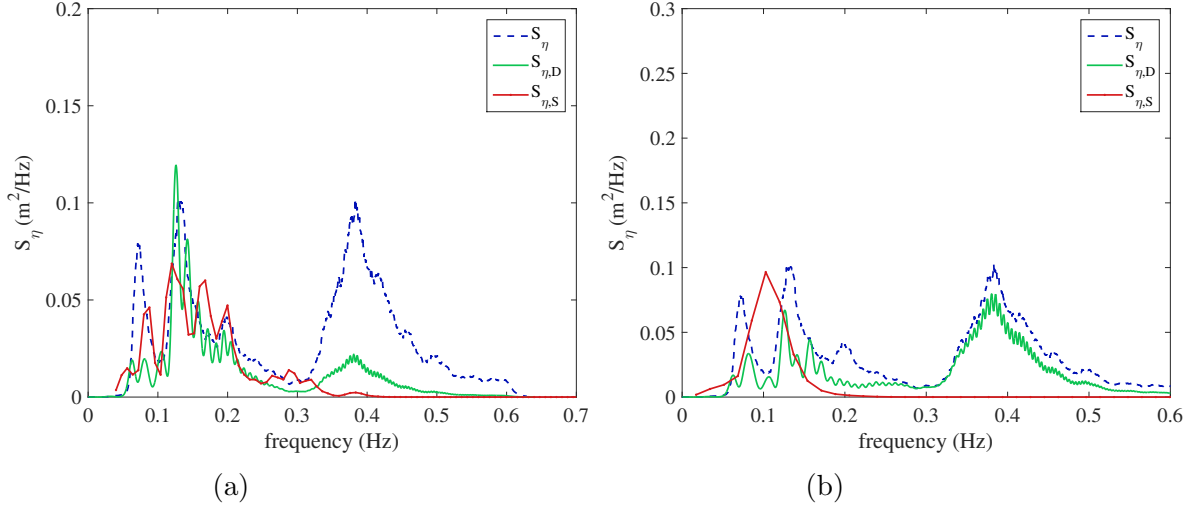 0.2
0.15
0.1
0.05
0
S_η (m^2/Hz)
0 0.1 0.2 0.3 0.4 0.5 0.6 0.7
frequency (Hz)
S_η
S_η,D
S_η,S
(a)
0.3
0.25
0.2
0.15
0.1
0.05
0
S_η (m^2/Hz)
0 0.1 0.2 0.3 0.4 0.5 0.6
frequency (Hz)
S_η
S_η,D
S_η,S
(b)